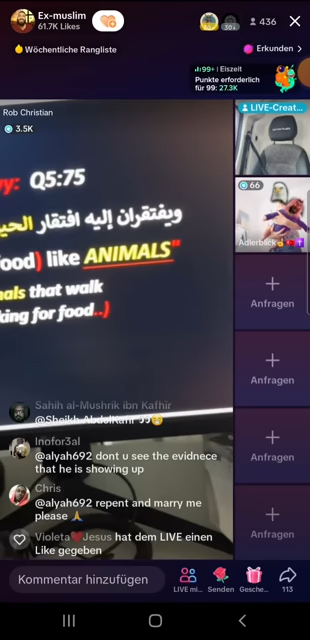 Ex-muslim
61.7K Likes
436
39+
Wöchentliche Rangliste
Erkunden >
99+ | Eiszeit
Punkte erforderlich
für 99: 27.3K
Rob Christian
3.5K
LIVE-Creat...
y: Q5:75
ويفتقران إليه افتقار الحي
ood) like ANIMALS"
als that walk
king for food..)
66
Adlerblick
Anfragen
Anfragen
Anfragen
Anfragen
Sahih al-Mushrik ibn Kafhir
Inofor3al
@alyah692 dont u see the evidnece
that he is showing up
Chris
@alyah692 repent and marry me
please 🙏
Violeta❤️Jesus hat dem LIVE einen
Like gegeben
Kommentar hinzufügen
LIVE mi...
Senden
Gesche...
113